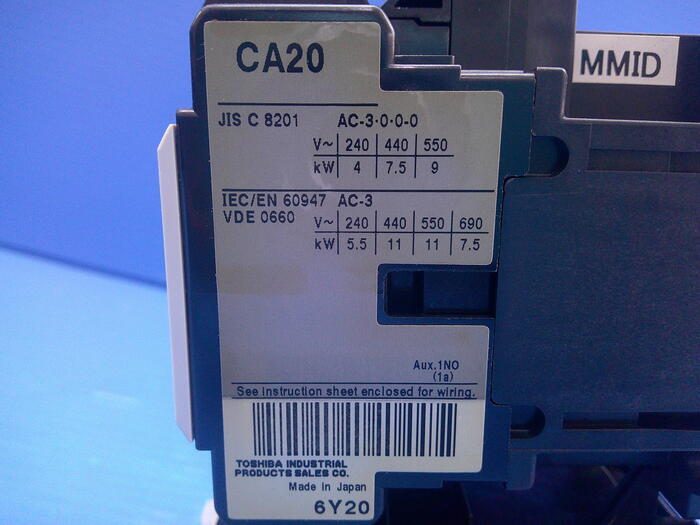 CA20
MMID
JIS C 8201 AC-3·0·0-0
V~ 240 440 550
kW 4 7.5 9
IEC/EN 60947 AC-3
VDE 0660 V~ 240 440 550 690
kW 5.5 11 11 7.5
Aux.1NO
(1a)
See instruction sheet enclosed for wiring.
TOSHIBA INDUSTRIAL
PRODUCTS SALES CO.
Made in Japan
6Y20